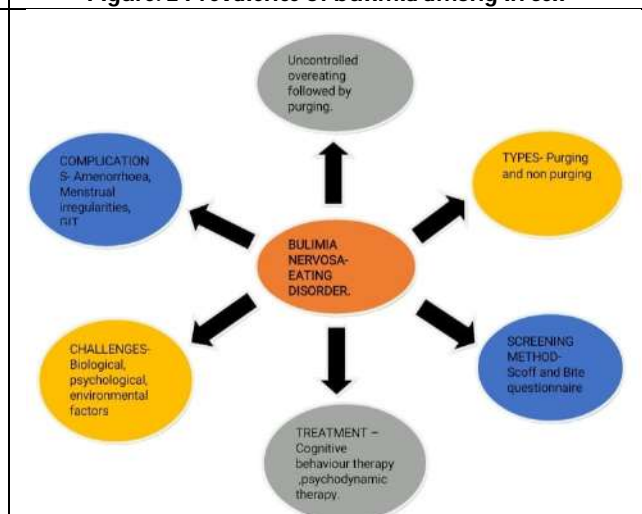 Uncontrolled
overeating
followed by
purging.
COMPLICATION
S- Amenorrhoea,
Menstrual
irregularities,
GIT
TYPES- Purging
and non purging
BULIMIA
NERVOSA-
EATING
DISORDER.
CHALLENGES-
Biological,
psychological,
environmental
factors
SCREENING
METHOD-
Scoff and Bite
questionnaire
TREATMENT –
Cognitive
behaviour therapy
,psychodynamic
therapy.